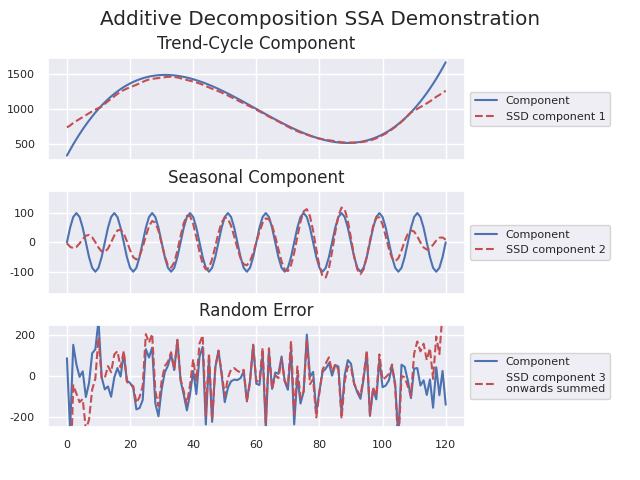 Additive Decomposition SSA Demonstration
Trend-Cycle Component
1500
1000
500
Component
SSD component 1
Seasonal Component
100
0
-100
Component
SSD component 2
Random Error
200
0
-200
Component
SSD component 3
onwards summed
0 20 40 60 80 100 120